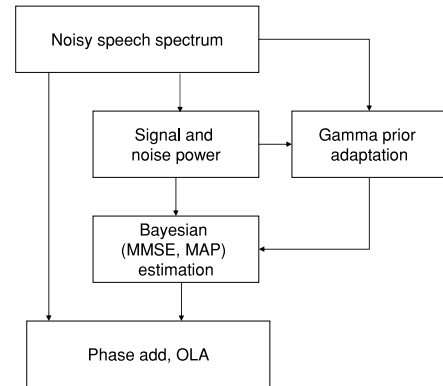 Noisy speech spectrum
Signal and
noise power
Gamma prior
adaptation
Bayesian
(MMSE, MAP)
estimation
Phase add, OLA